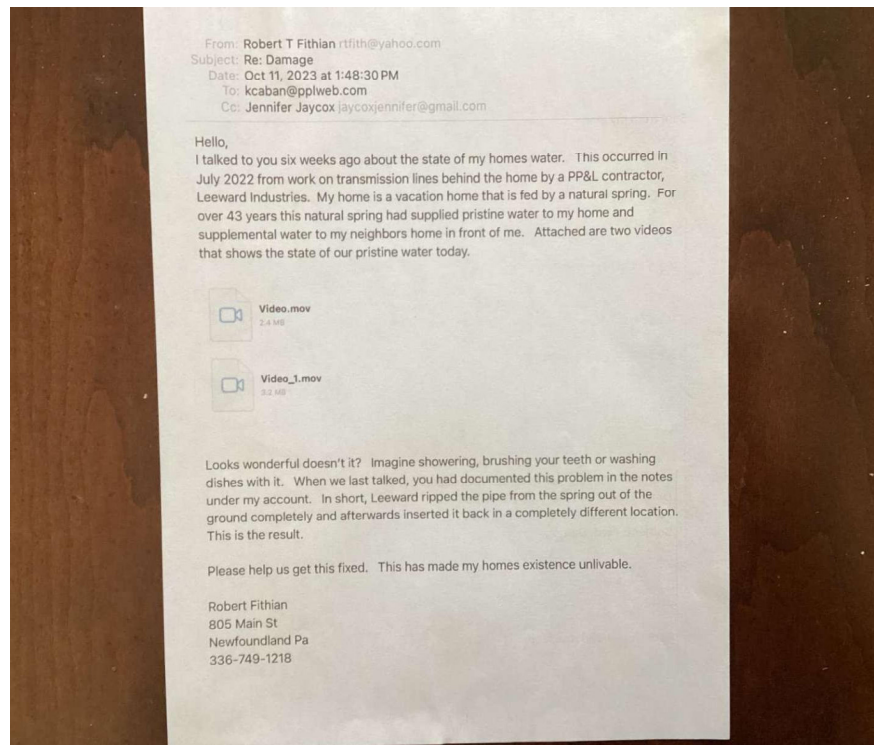 From: Robert T Fithian rtfith@yahoo.com
Subject: Re: Damage
Date: Oct 11, 2023 at 1:48:30 PM
To: kcaban@pplweb.com
Cc: Jennifer Jaycox jaycoxjennifer@gmail.com
Hello,
I talked to you six weeks ago about the state of my homes water. This occurred in
July 2022 from work on transmission lines behind the home by a PP&L contractor,
Leeward Industries. My home is a vacation home that is fed by a natural spring. For
over 43 years this natural spring had supplied pristine water to my home and
supplemental water to my neighbors home in front of me. Attached are two videos
that shows the state of our pristine water today.
Video.mov
2.4 MB
Video_1.mov
MB
Looks wonderful doesn't it? Imagine showering, brushing your teeth or washing
dishes with it. When we last talked, you had documented this problem in the notes
under my account. In short, Leeward ripped the pipe from the spring out of the
ground completely and afterwards inserted it back in a completely different location.
This is the result.
Please help us get this fixed. This has made my homes existence unlivable.
Robert Fithian
805 Main St
Newfoundland Pa
336-749-1218